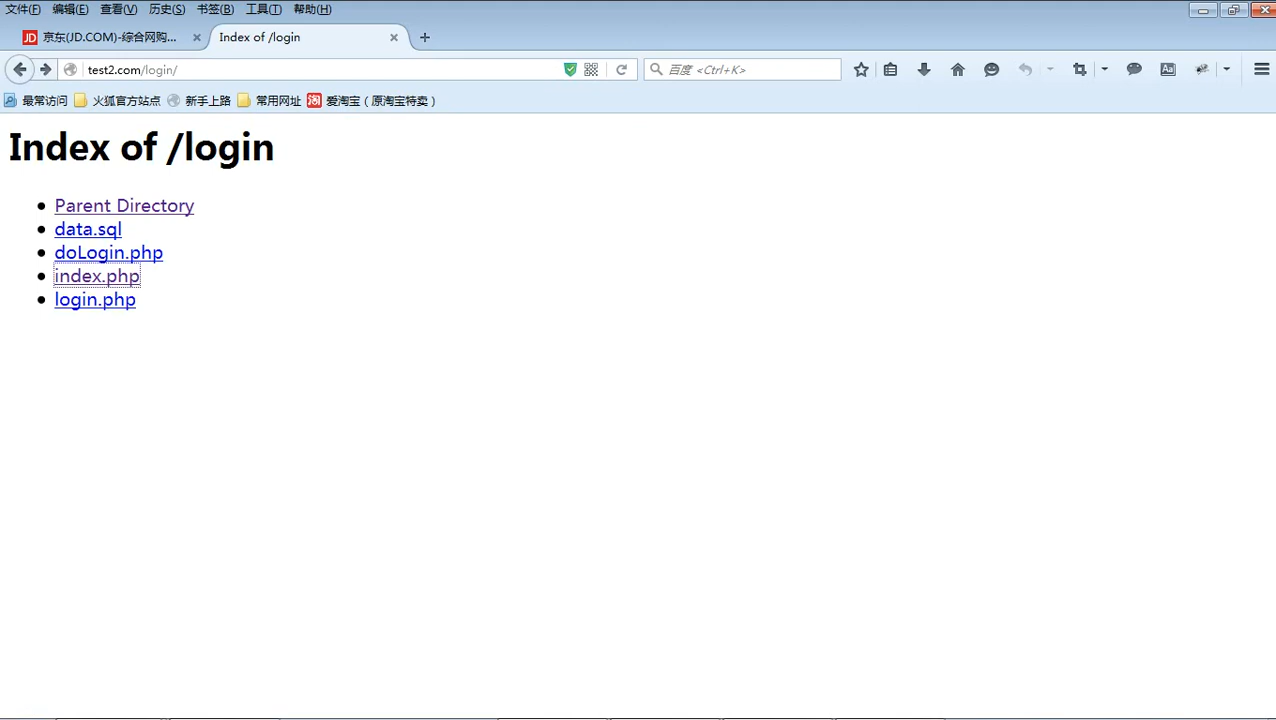 文件(F) 编辑(E) 查看(V) 历史(S) 书签(B) 工具(T) 帮助(H)
JD 京东(JD.COM)-综合网购... Index of /login
test2.com/login/ 百度 <Ctrl+K>
最常访问 火狐官方站点 新手上路 常用网址 淘 爱淘宝（原淘宝特卖）
Index of /login
Parent Directory
data.sql
doLogin.php
index.php
login.php